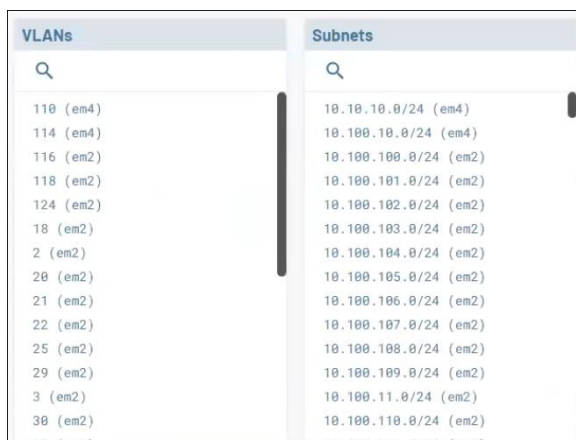 VLANs
110 (em4)
114 (em4)
116 (em2)
118 (em2)
124 (em2)
18 (em2)
2 (em2)
20 (em2)
21 (em2)
22 (em2)
25 (em2)
29 (em2)
3 (em2)
30 (em2)
Subnets
10.10.10.0/24 (em4)
10.100.10.0/24 (em4)
10.100.100.0/24 (em2)
10.100.101.0/24 (em2)
10.100.102.0/24 (em2)
10.100.103.0/24 (em2)
10.100.104.0/24 (em2)
10.100.105.0/24 (em2)
10.100.106.0/24 (em2)
10.100.107.0/24 (em2)
10.100.108.0/24 (em2)
10.100.109.0/24 (em2)
10.100.11.0/24 (em2)
10.100.110.0/24 (em2)